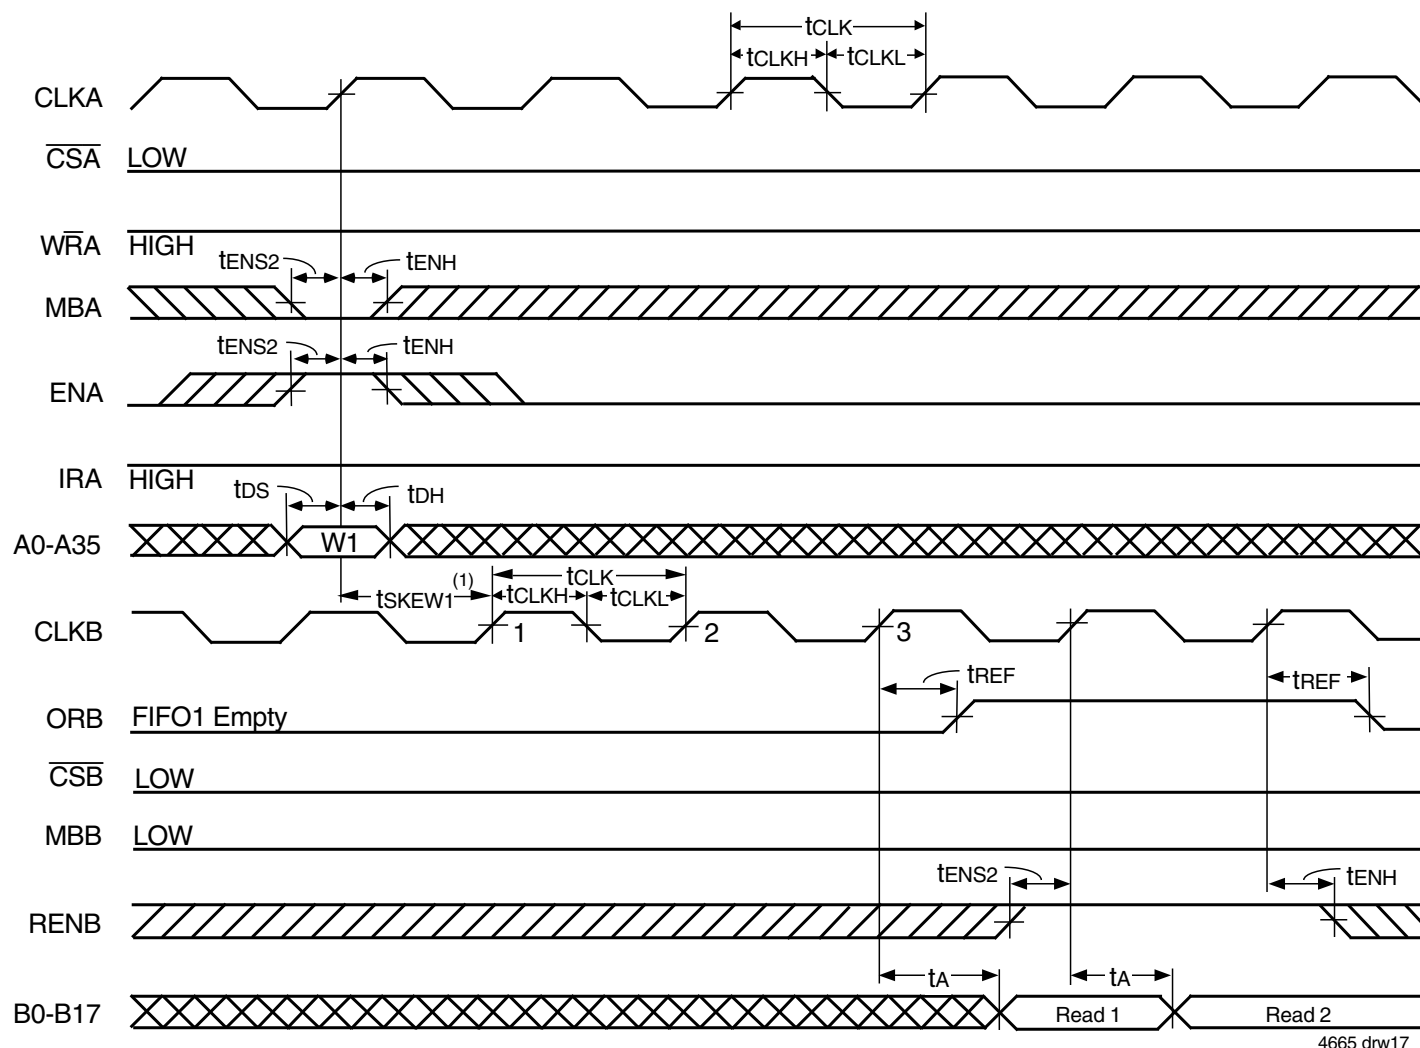 tCLK
tCLKH tCLKL
CLKA
CSA LOW
WRA HIGH
tENS2 tENH
MBA
tENS2 tENH
ENA
IRA HIGH
tDS tDH
A0-A35 W1
tSKEW1 (1) tCLK
tCLKH tCLKL
CLKB 1 2 3
tREF tREF
ORB FIFO1 Empty
CSB LOW
MBB LOW
tENS2 tENH
RENB
tA tA
B0-B17 Read 1 Read 2
4665 drw17